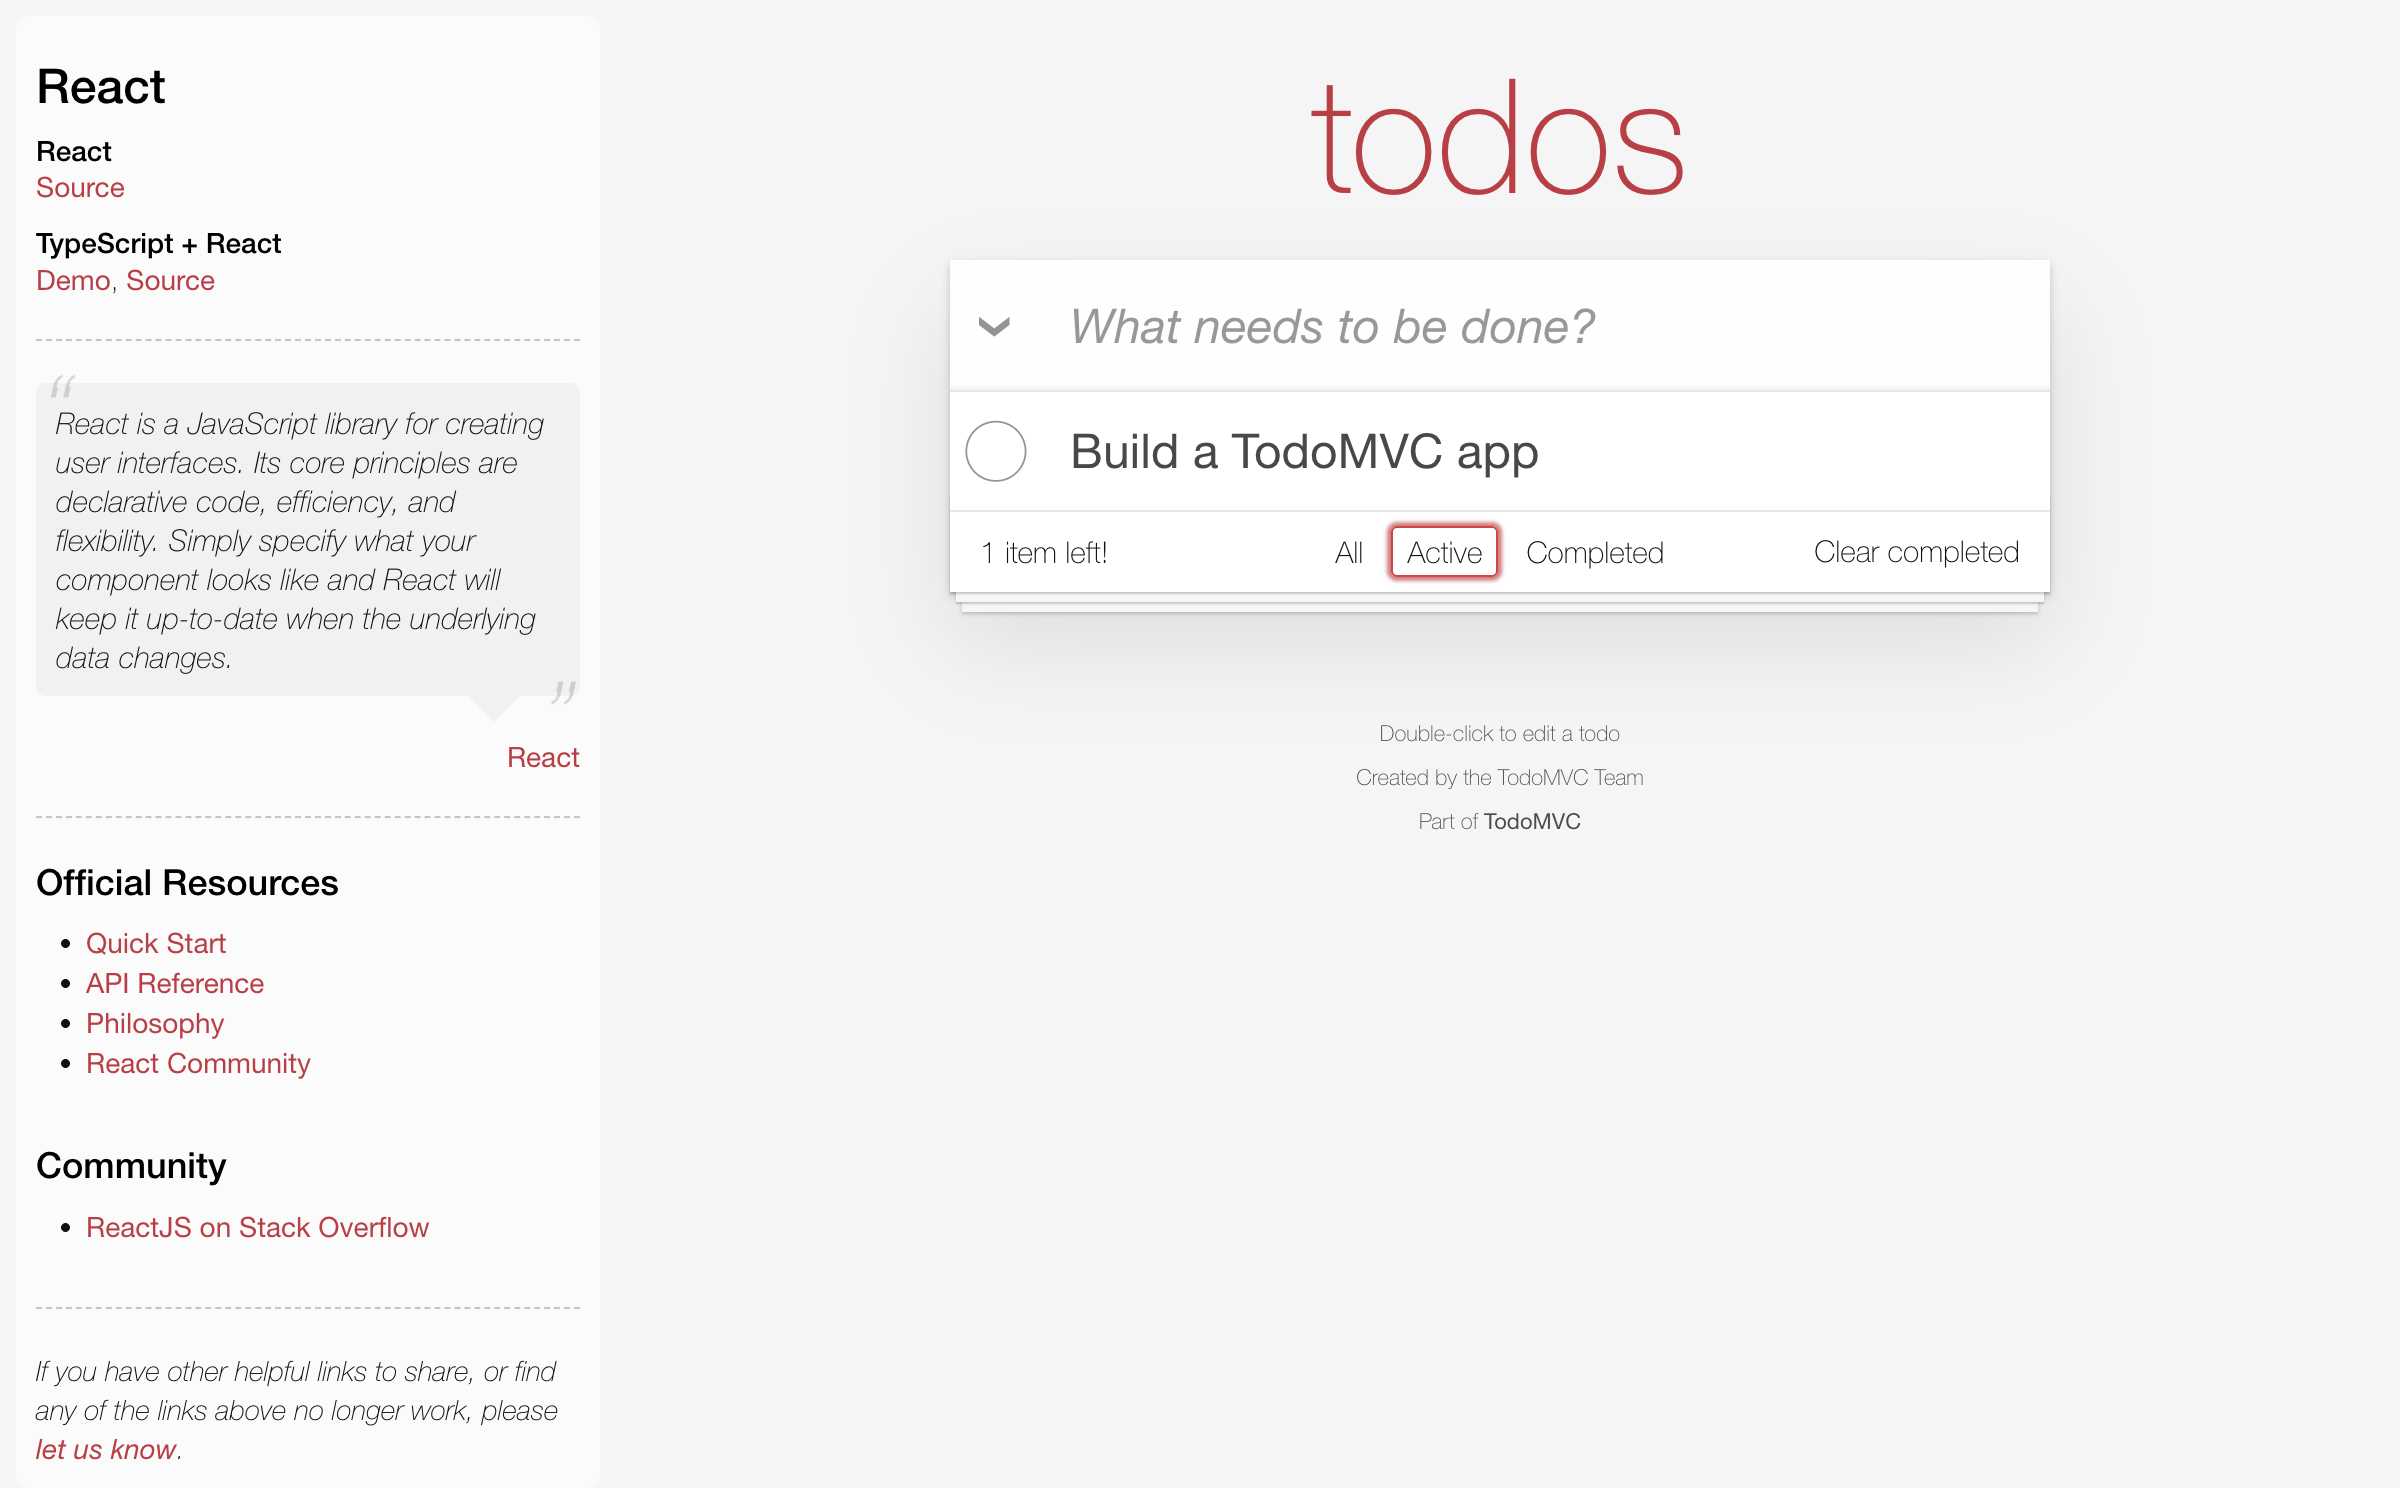 React
React
Source
TypeScript + React
Demo, Source
“
React is a JavaScript library for creating
user interfaces. Its core principles are
declarative code, efficiency, and
flexibility. Simply specify what your
component looks like and React will
keep it up-to-date when the underlying
data changes.
”
React
Official Resources
• Quick Start
• API Reference
• Philosophy
• React Community
Community
• ReactJS on Stack Overflow
If you have other helpful links to share, or find
any of the links above no longer work, please
let us know.
todos
What needs to be done?
Build a TodoMVC app
1 item left! All Active Completed Clear completed
Double-click to edit a todo
Created by the TodoMVC Team
Part of TodoMVC